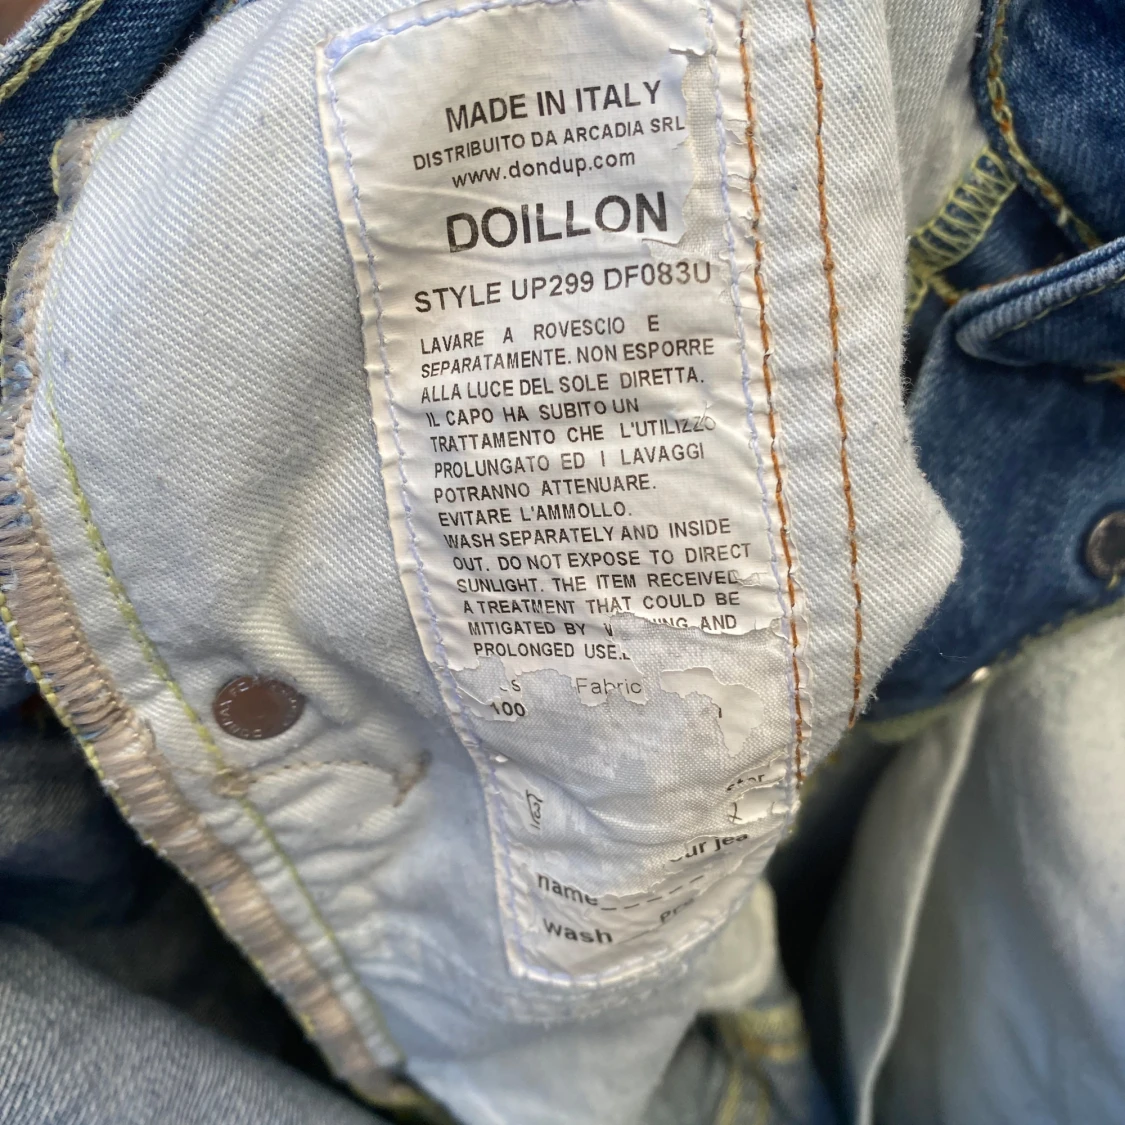 MADE IN ITALY
DISTRIBUITO DA ARCADIA SRL
www.dondup.com
DOILLON
STYLE UP299 DF083U
LAVARE A ROVESCIO E
SEPARATAMENTE. NON ESPORRE
ALLA LUCE DEL SOLE DIRETTA.
IL CAPO HA SUBITO UN
TRATTAMENTO CHE L'UTILIZZO
PROLUNGATO ED I LAVAGGI
POTRANNO ATTENUARE.
EVITARE L'AMMOLLO.
WASH SEPARATELY AND INSIDE
OUT. DO NOT EXPOSE TO DIRECT
SUNLIGHT. THE ITEM RECEIVED
A TREATMENT THAT COULD BE
MITIGATED BY AND
PROLONGED USE.
Fabric
100
name_ _ _ _ _
wash